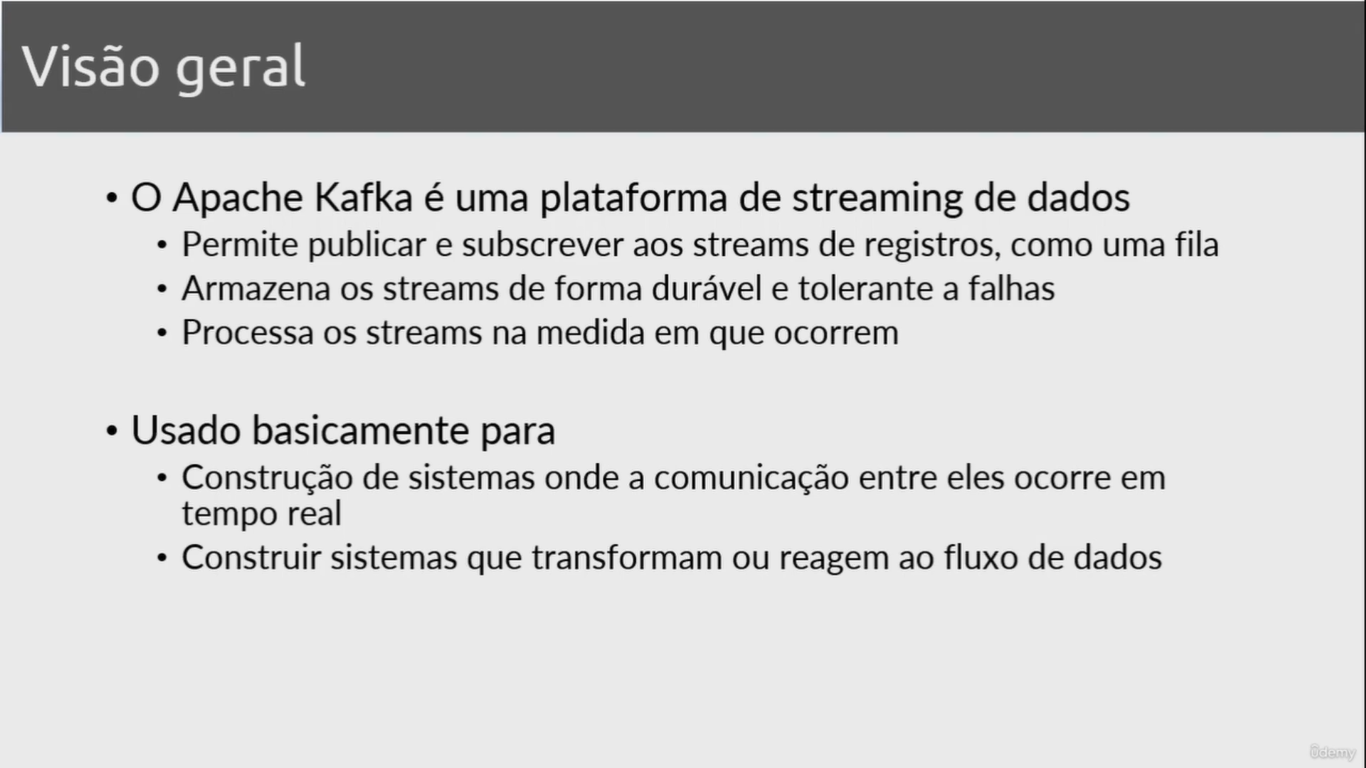 Visão geral
• O Apache Kafka é uma plataforma de streaming de dados
• Permite publicar e subscrever aos streams de registros, como uma fila
• Armazena os streams de forma durável e tolerante a falhas
• Processa os streams na medida em que ocorrem
• Usado basicamente para
• Construção de sistemas onde a comunicação entre eles ocorre em
tempo real
• Construir sistemas que transformam ou reagem ao fluxo de dados
ûdemy